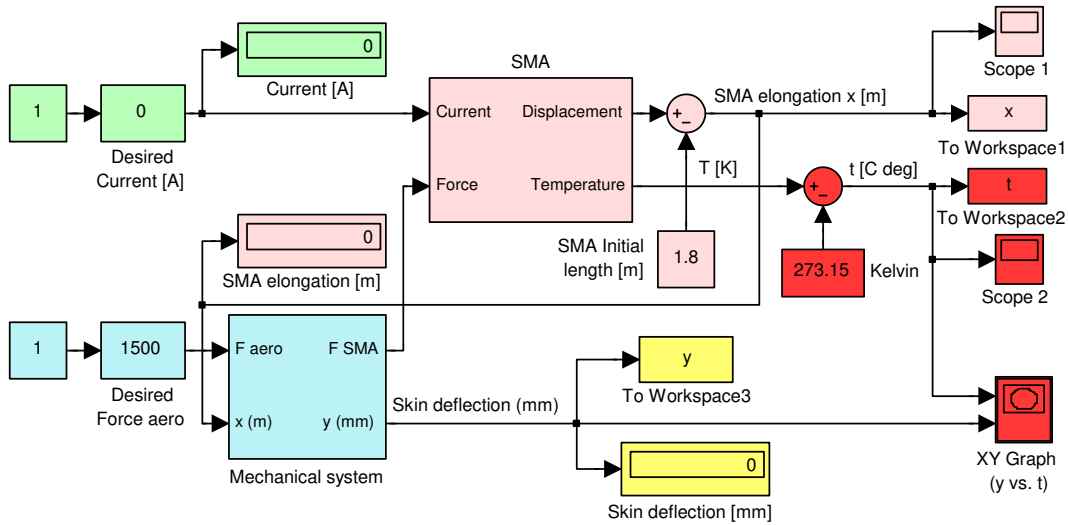 0
Current [A]
1
0
Desired
Current [A]
SMA
Current
Displacement
Force
Temperature
+
_
SMA elongation x [m]
Scope 1
x
To Workspace1
T [K]
+
_
t [C deg]
t
To Workspace2
0
SMA elongation [m]
SMA Initial
length [m]
1.8
273.15
Kelvin
Scope 2
1
1500
Desired
Force aero
F aero
F SMA
x (m)
y (mm)
Mechanical system
Skin deflection (mm)
y
To Workspace3
0
Skin deflection [mm]
XY Graph
(y vs. t)